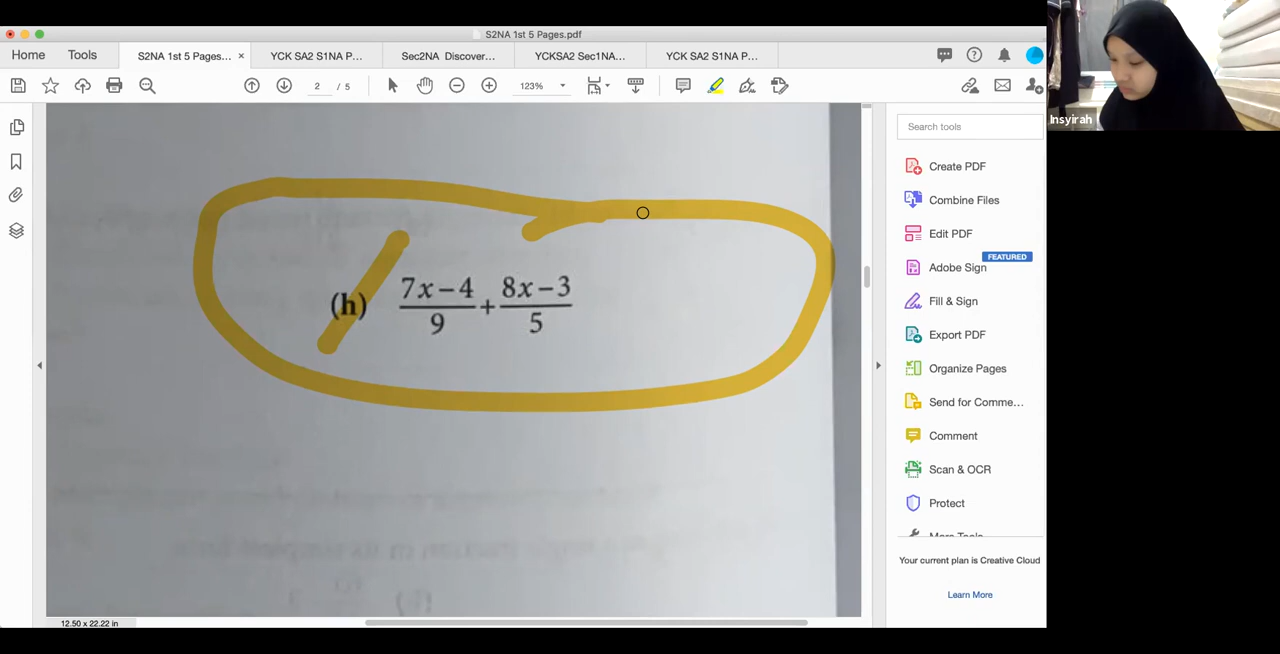 S2NA 1st 5 Pages.pdf
Home Tools S2NA 1st 5 Pages... × YCK SA2 S1NA P... Sec2NA Discover... YCKSA2 Sec1NA... YCK SA2 S1NA P...
2 / 5 123%
Insyirah
Search tools
Create PDF
Combine Files
Edit PDF
FEATURED
Adobe Sign
Fill & Sign
Export PDF
Organize Pages
Send for Comme...
Comment
Scan & OCR
Protect
More Tools
Your current plan is Creative Cloud
Learn More
(h) 7x−4/9 + 8x−3/5
12.50 x 22.22 in